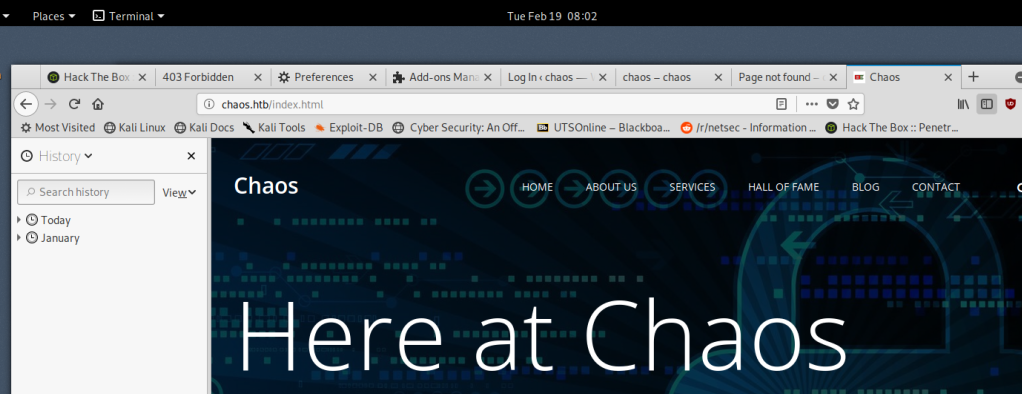 Places Terminal Tue Feb 19 08:02
Hack The Box 403 Forbidden Preferences Add-ons Mana Log In ‹ chaos — chaos – chaos Page not found – Chaos
chaos.htb/index.html
Most Visited Kali Linux Kali Docs Kali Tools Exploit-DB Cyber Security: An Off... UTSOnline – Blackboa... /r/netsec - Information ... Hack The Box :: Penetr...
History
Search history View
Today
January
Chaos HOME ABOUT US SERVICES HALL OF FAME BLOG CONTACT
Here at Chaos